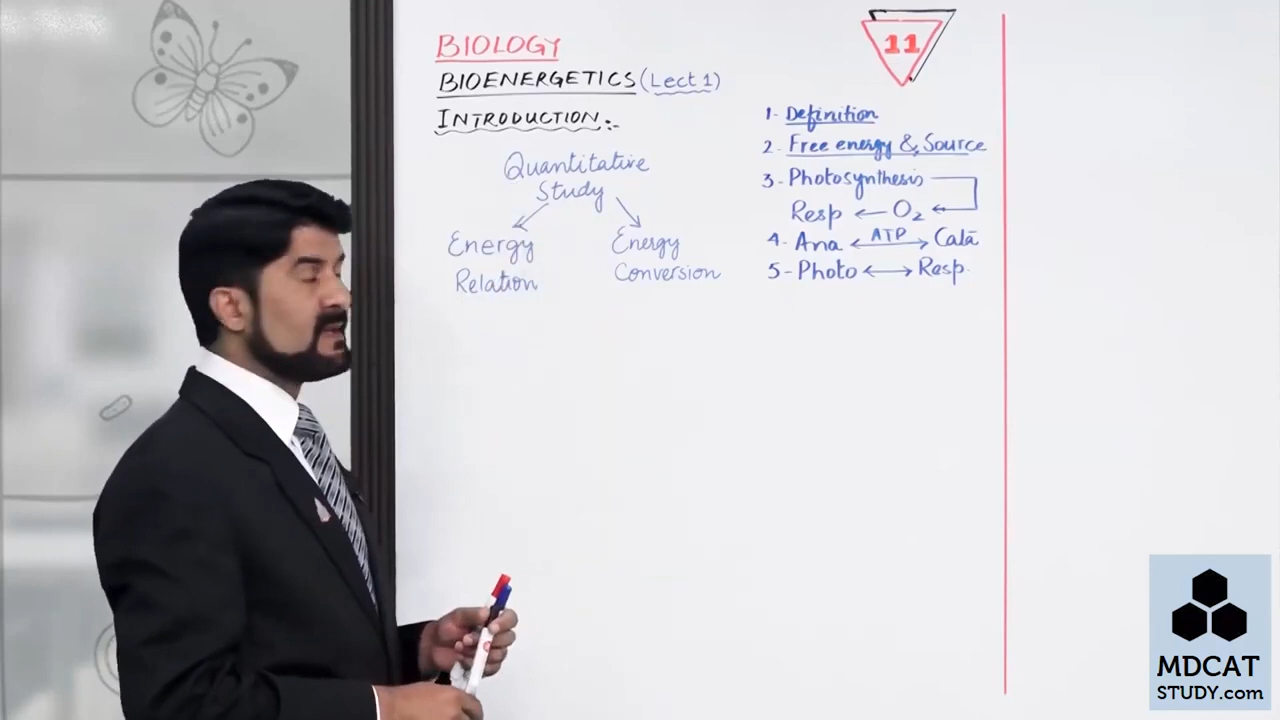 BIOLOGY
BIOENERGETICS (Lect 1)
INTRODUCTION:-
Quantitative
Study
Energy
Relation
Energy
Conversion
11
1- Definition
2- Free energy & Source
3- Photosynthesis
Resp ← O₂
4- Ana ←ATP→ Cata
5- Photo ←→ Resp.
MDCAT
STUDY.com